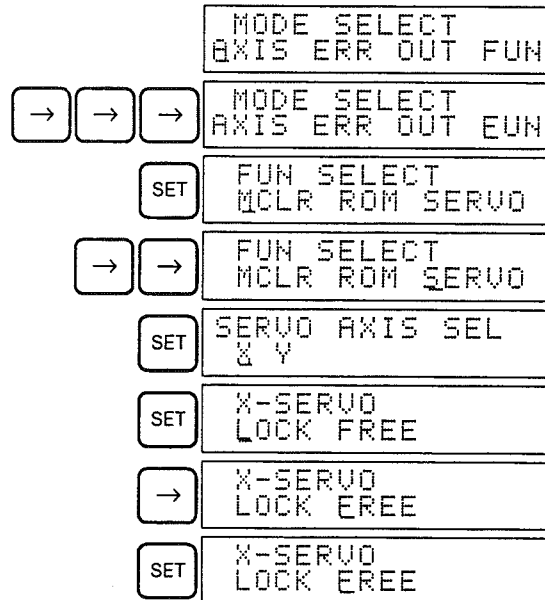 MODE SELECT
AXIS ERR OUT FUN
→ → → MODE SELECT
AXIS ERR OUT FUN
SET FUN SELECT
MCLR ROM SERVO
→ → FUN SELECT
MCLR ROM SERVO
SET SERVO AXIS SEL
X Y
SET X-SERVO
LOCK FREE
→ X-SERVO
LOCK FREE
SET X-SERVO
LOCK FREE